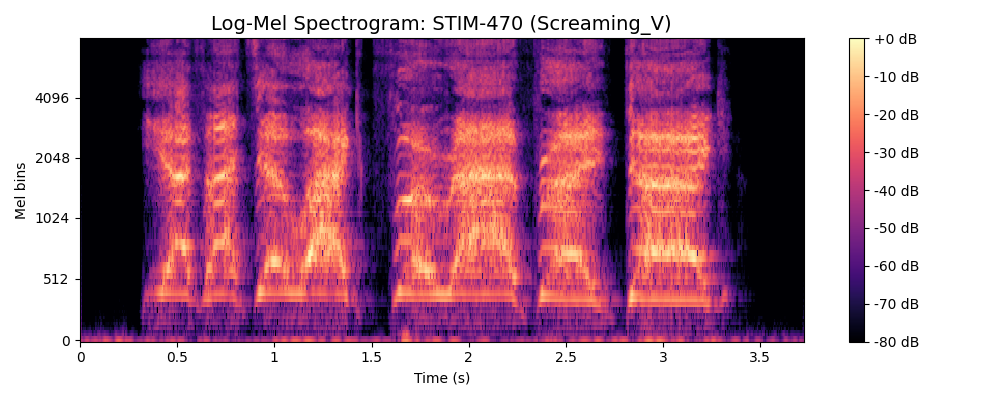 Log-Mel Spectrogram: STIM-470 (Screaming_V)
Mel bins
4096
2048
1024
512
0
0 0.5 1 1.5 2 2.5 3 3.5
Time (s)
+0 dB
-10 dB
-20 dB
-30 dB
-40 dB
-50 dB
-60 dB
-70 dB
-80 dB